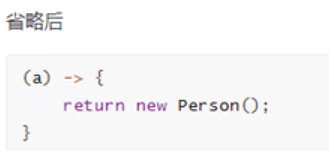 省略后
(a) -> {
    return new Person();
}